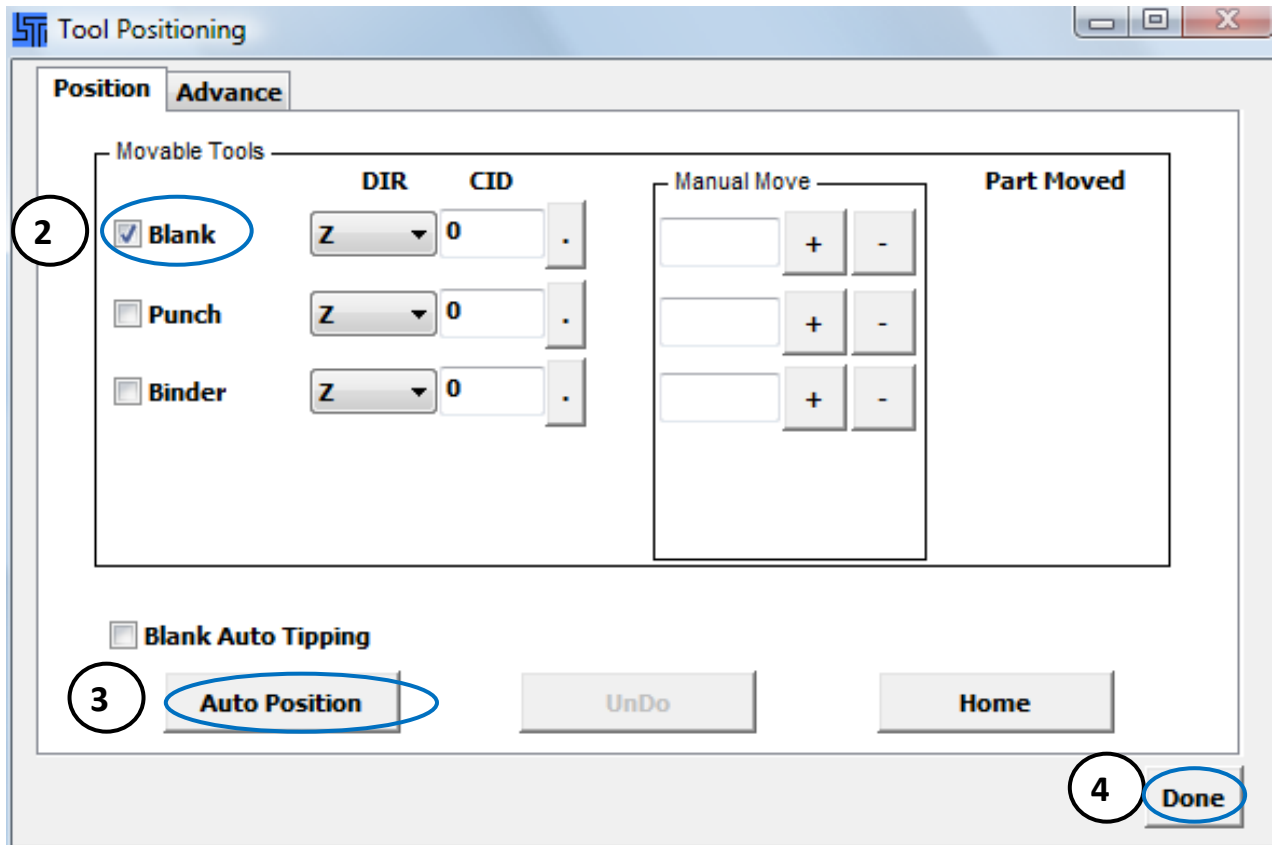 Tool Positioning
Position Advance
Movable Tools
DIR CID Manual Move Part Moved
2 Blank Z 0 . + -
Punch Z 0 . + -
Binder Z 0 . + -
Blank Auto Tipping
3 Auto Position UnDo Home
4 Done